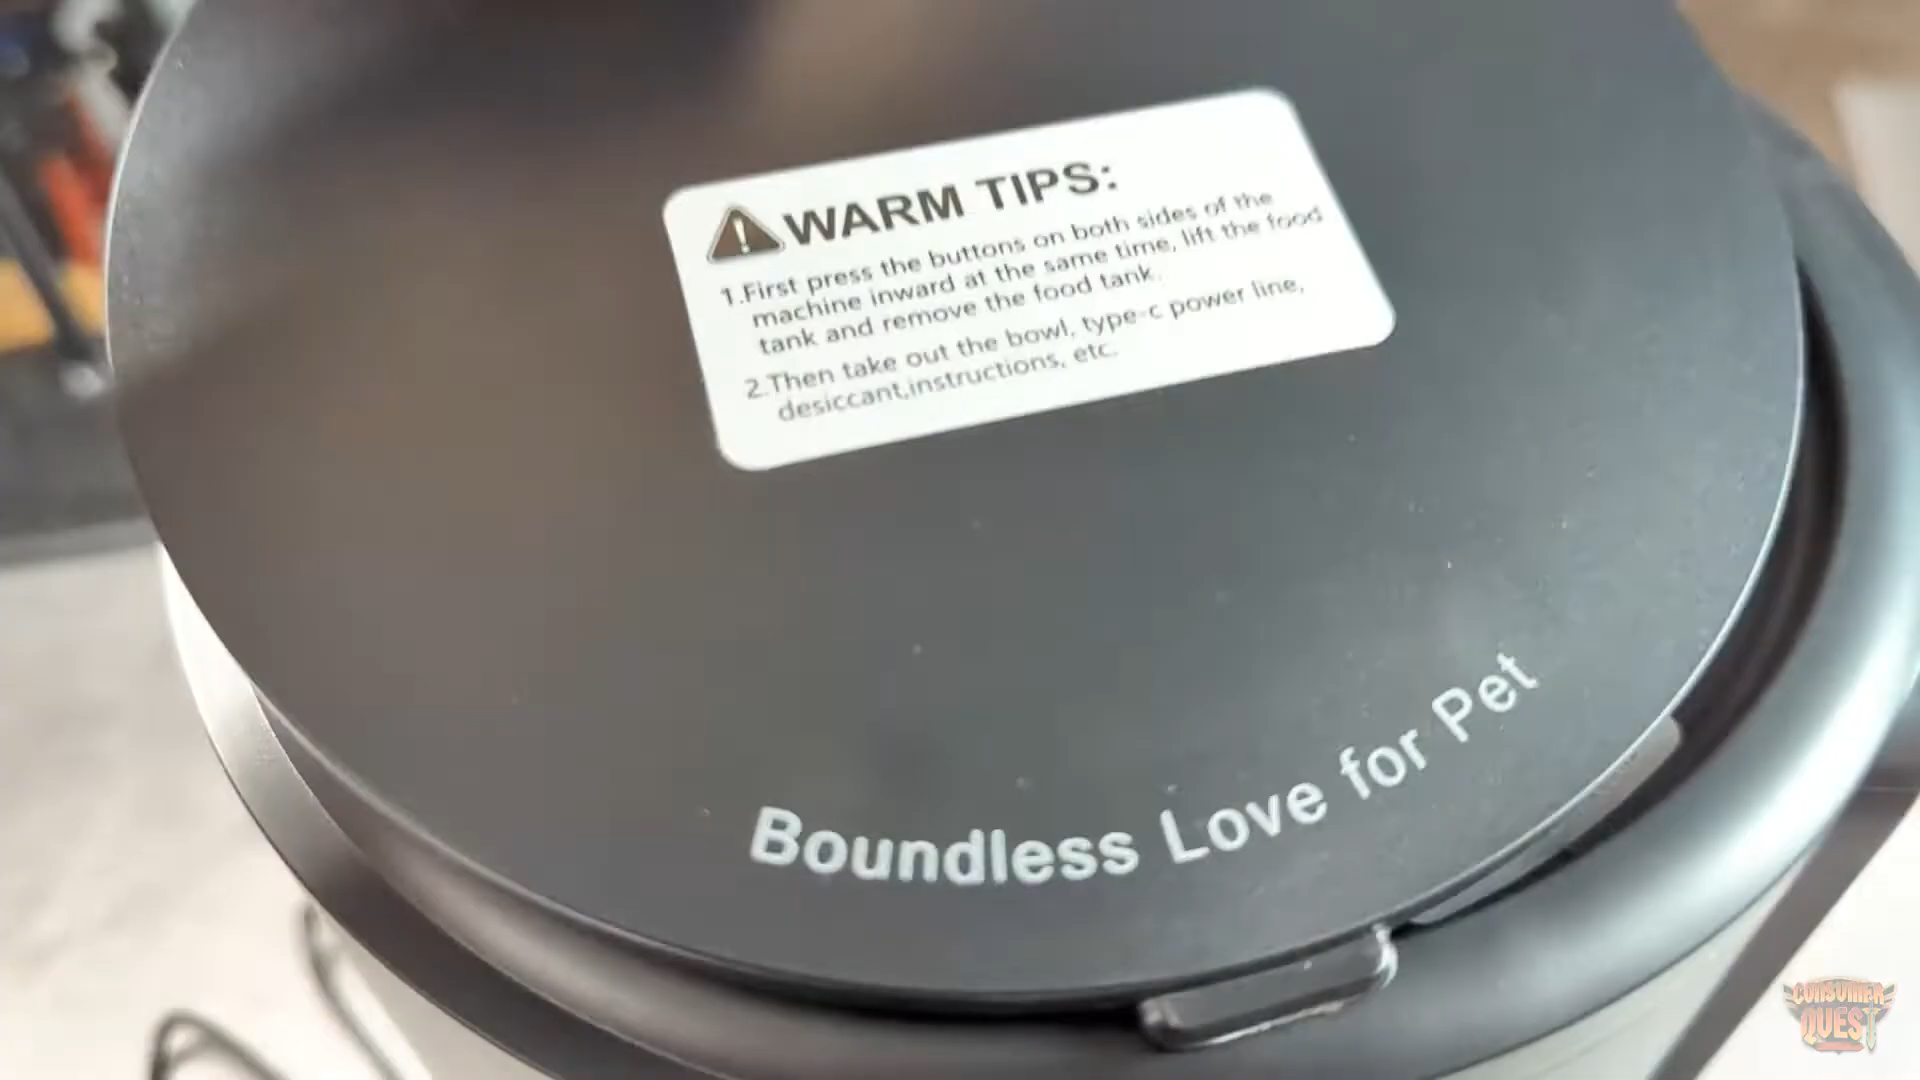 WARM TIPS:
1.First press the buttons on both sides of the
machine inward at the same time, lift the food
tank and remove the food tank.
2.Then take out the bowl, type-c power line,
desiccant,instructions, etc.
Boundless Love for Pet
CONSUMER
QUEST